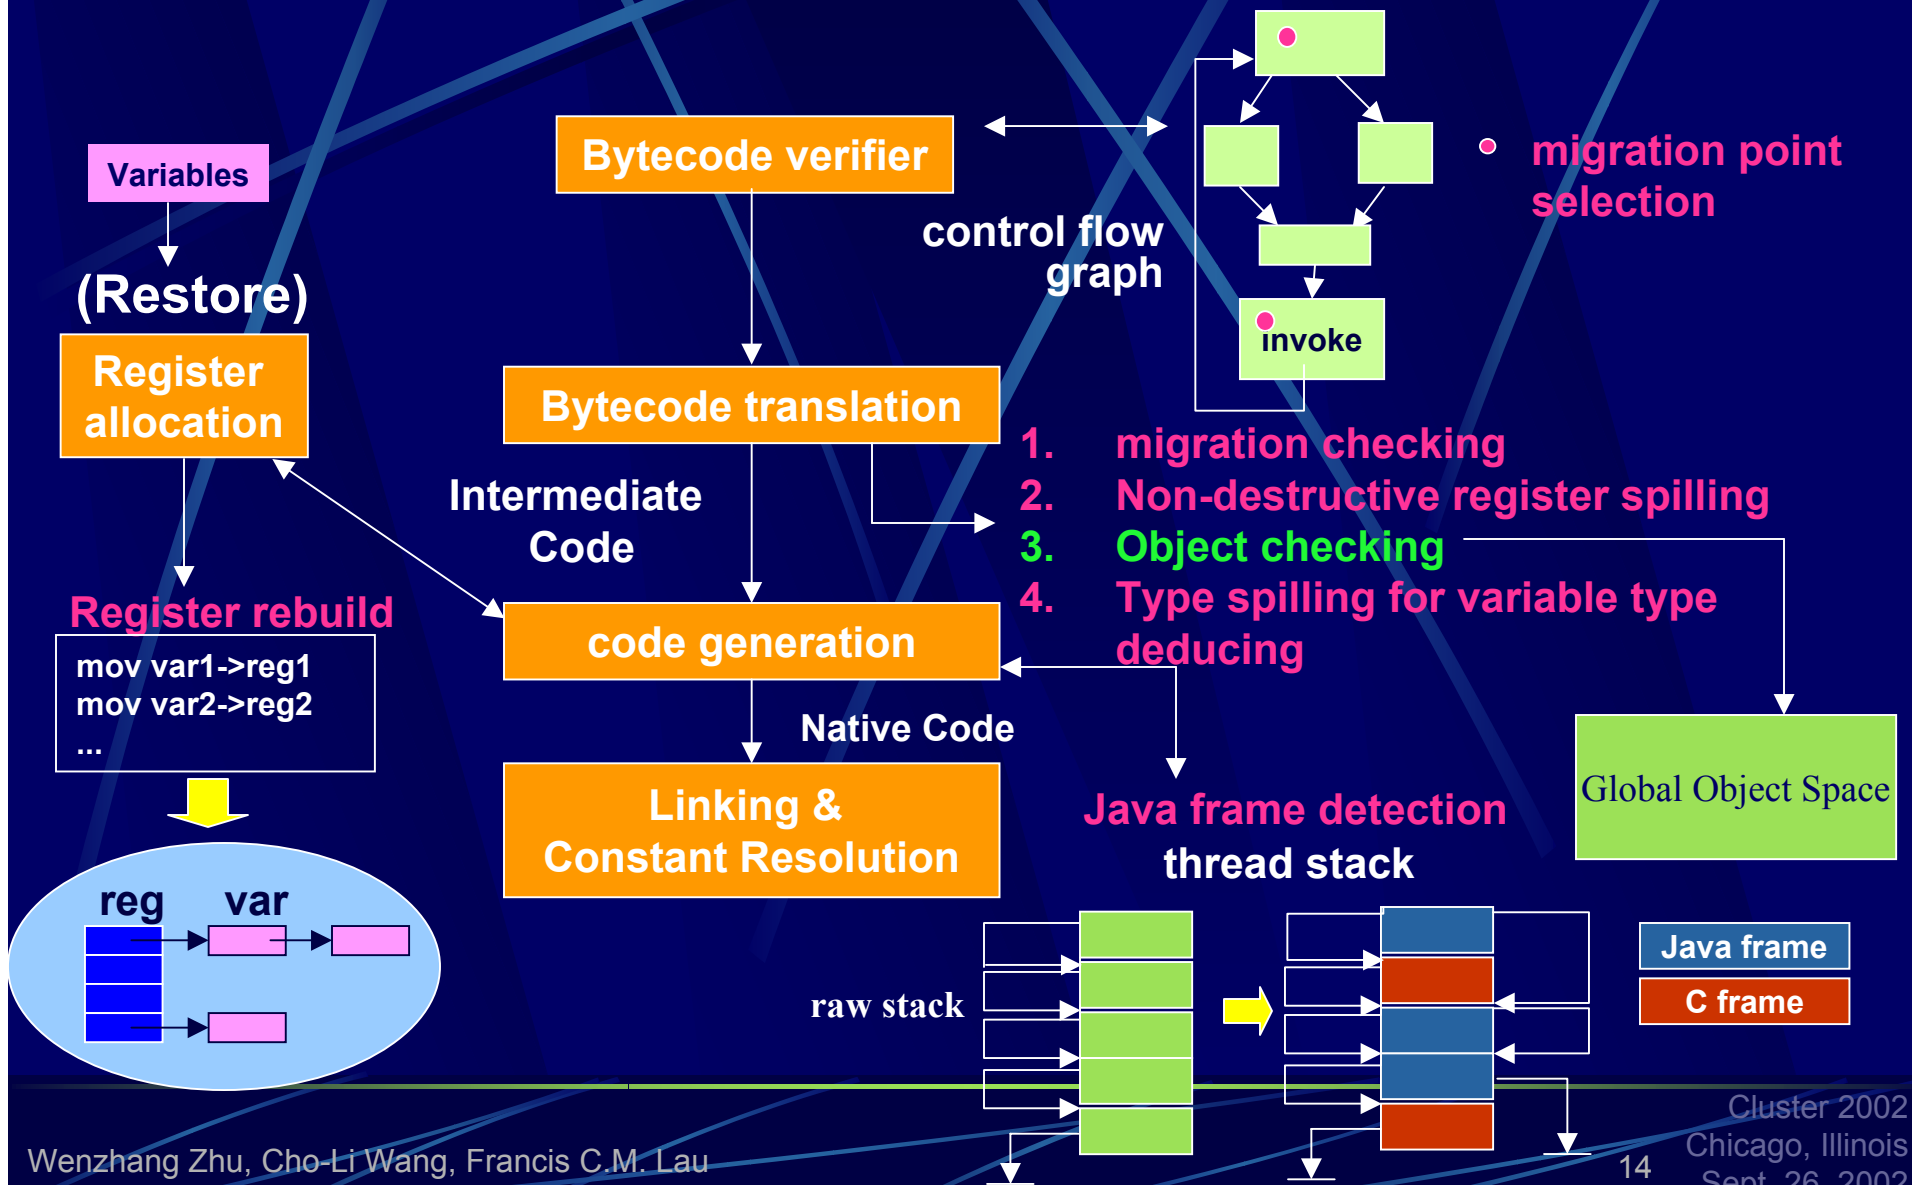 Variables
(Restore)
Register
allocation
Register rebuild
mov var1->reg1
mov var2->reg2
...
reg var
Bytecode verifier
Bytecode translation
Intermediate
Code
code generation
Native Code
Linking &
Constant Resolution
control flow
graph
invoke
migration point
selection
1. migration checking
2. Non-destructive register spilling
3. Object checking
4. Type spilling for variable type
deducing
Global Object Space
Java frame detection
thread stack
raw stack
Java frame
C frame
Wenzhang Zhu, Cho-Li Wang, Francis C.M. Lau
14
Cluster 2002
Chicago, Illinois
Sept. 26, 2002